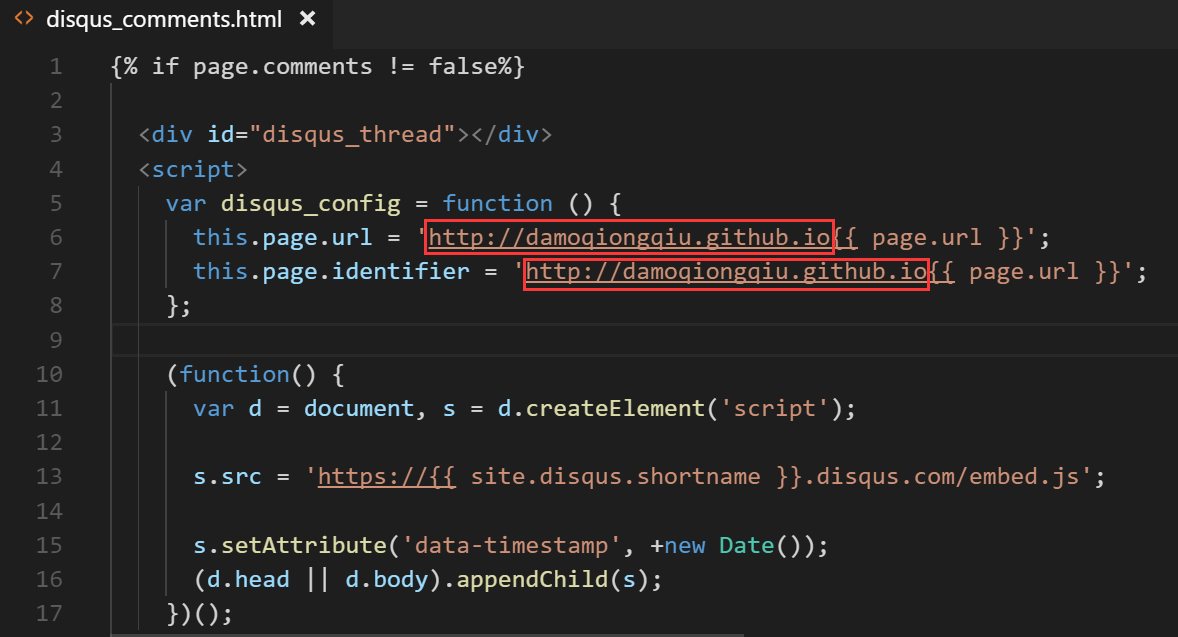 <> disqus_comments.html ×
1 {% if page.comments != false%}
2
3 <div id="disqus_thread"></div>
4 <script>
5 var disqus_config = function () {
6 this.page.url = 'http://damoqiongqiu.github.io{{ page.url }}';
7 this.page.identifier = 'http://damoqiongqiu.github.io{{ page.url }}';
8 };
9
10 (function() {
11 var d = document, s = d.createElement('script');
12
13 s.src = 'https://{{ site.disqus.shortname }}.disqus.com/embed.js';
14
15 s.setAttribute('data-timestamp', +new Date());
16 (d.head || d.body).appendChild(s);
17 })();